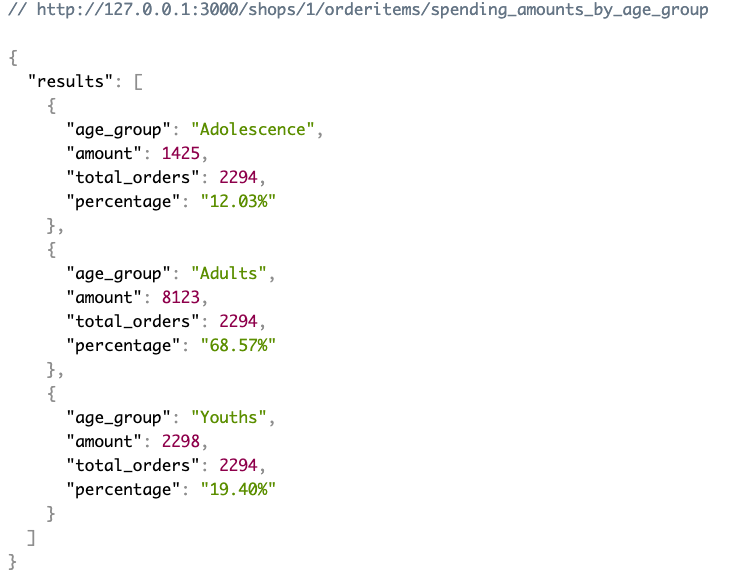 // http://127.0.0.1:3000/shops/1/orderitems/spending_amounts_by_age_group
{
"results": [
{
"age_group": "Adolescence",
"amount": 1425,
"total_orders": 2294,
"percentage": "12.03%"
},
{
"age_group": "Adults",
"amount": 8123,
"total_orders": 2294,
"percentage": "68.57%"
},
{
"age_group": "Youths",
"amount": 2298,
"total_orders": 2294,
"percentage": "19.40%"
}
]
}